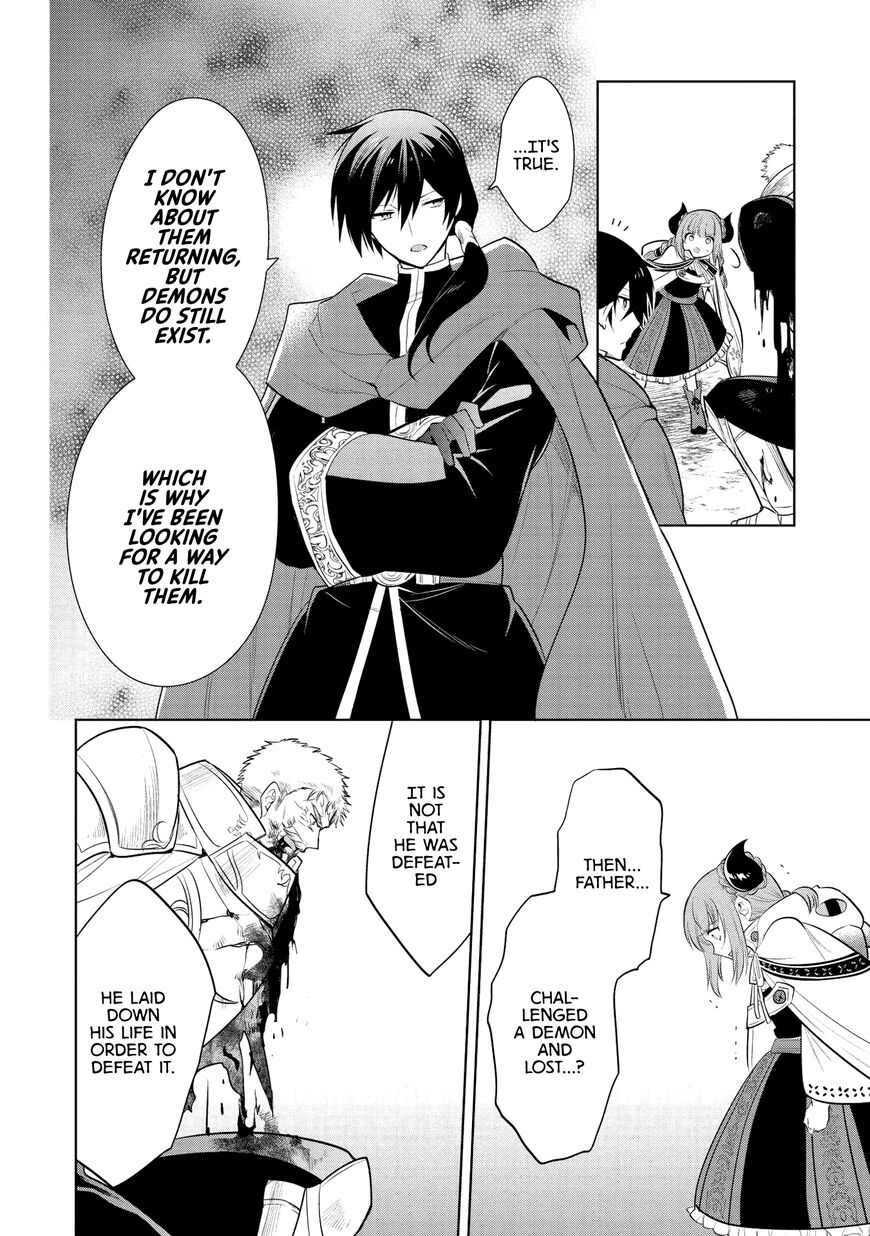 ...IT'S
TRUE.
I DON'T
KNOW
ABOUT
THEM
RETURNING,
BUT
DEMONS
DO STILL
EXIST.
WHICH
IS WHY
I'VE BEEN
LOOKING
FOR A WAY
TO KILL
THEM.
THEN...
FATHER...
CHAL-
LENGED
A DEMON
AND
LOST...?
IT IS
NOT
THAT
HE WAS
DEFEAT-
ED
HE LAID
DOWN
HIS LIFE IN
ORDER TO
DEFEAT IT.